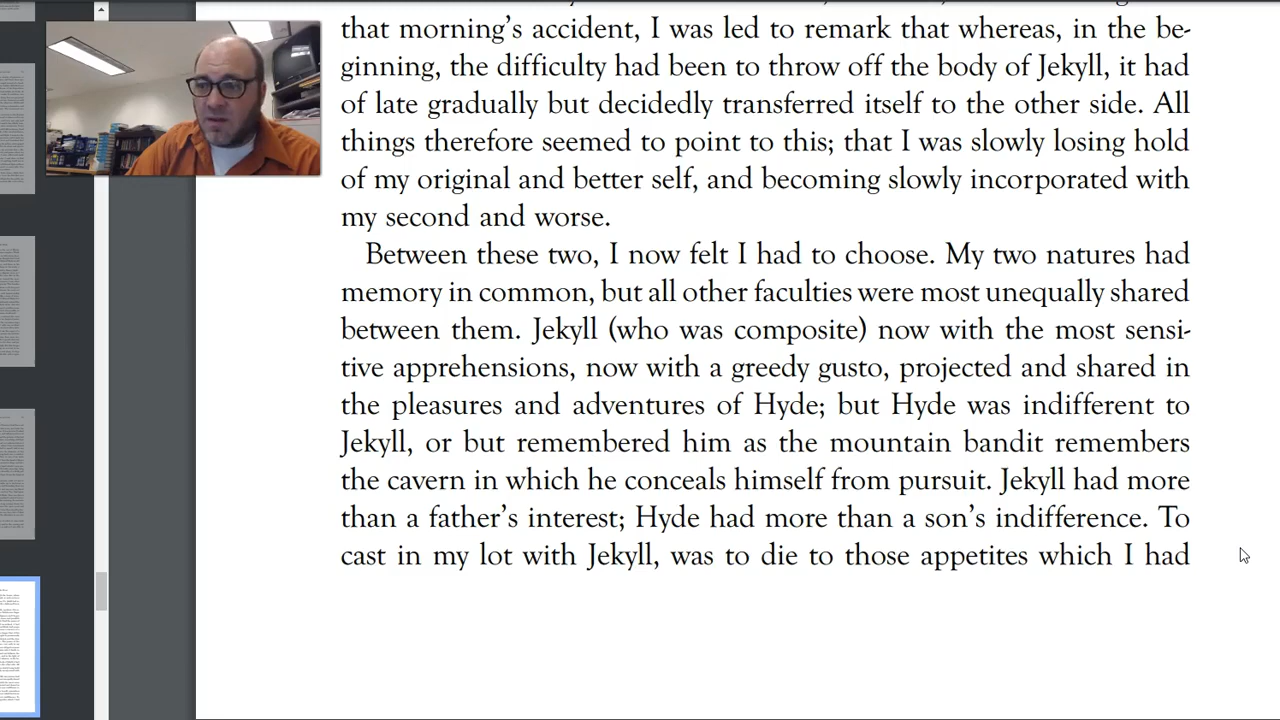 that morning's accident, I was led to remark that whereas, in the be-
ginning, the difficulty had been to throw off the body of Jekyll, it had
of late gradually but decidedly transferred itself to the other side. All
things therefore seemed to point to this; that I was slowly losing hold
of my original and better self, and becoming slowly incorporated with
my second and worse.
Between these two, I now felt I had to choose. My two natures had
memory in common, but all other faculties were most unequally shared
between them. Jekyll (who was composite) now with the most sensi-
tive apprehensions, now with a greedy gusto, projected and shared in
the pleasures and adventures of Hyde; but Hyde was indifferent to
Jekyll, or but remembered him as the mountain bandit remembers
the cavern in which he conceals himself from pursuit. Jekyll had more
than a father's interest; Hyde had more than a son's indifference. To
cast in my lot with Jekyll, was to die to those appetites which I had